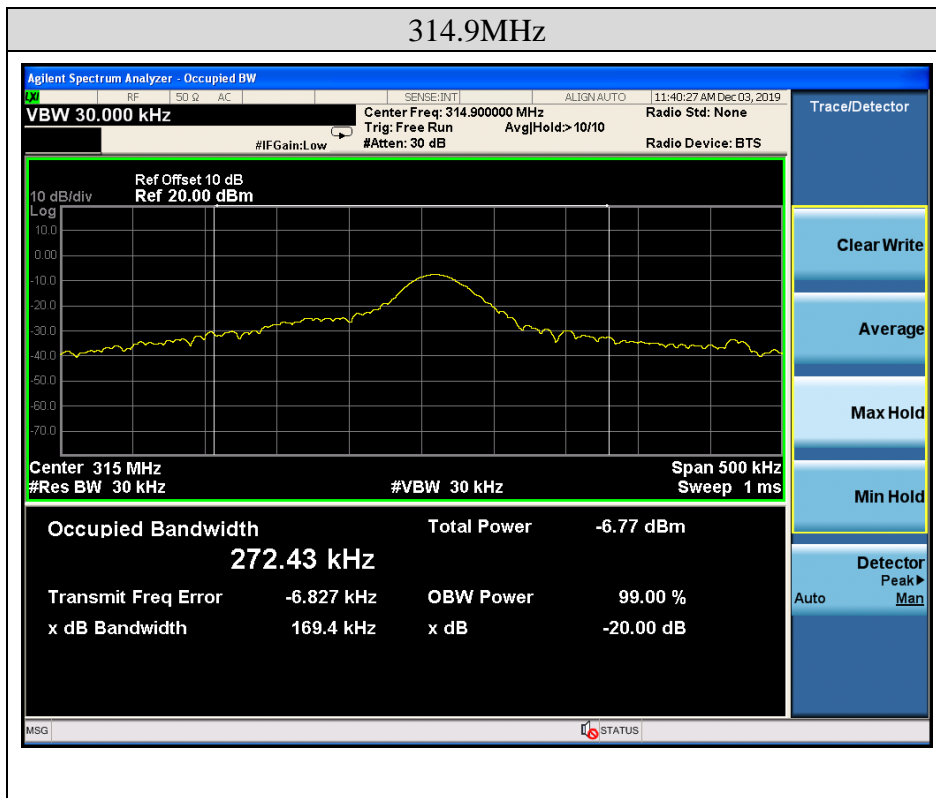 314.9MHz
Agilent Spectrum Analyzer - Occupied BW
LXI RF 50 Ω AC SENSE:INT ALIGN AUTO 11:40:27 AM Dec 03, 2019
VBW 30.000 kHz
Center Freq: 314.900000 MHz
Radio Std: None
Trig: Free Run
Avg|Hold:> 10/10
#IFGain:Low
#Atten: 30 dB
Radio Device: BTS
Ref Offset 10 dB
10 dB/div Ref 20.00 dBm
Log
10.0
0.00
-10.0
-20.0
-30.0
-40.0
-50.0
-60.0
-70.0
Center 315 MHz
Span 500 kHz
#Res BW 30 kHz
#VBW 30 kHz
Sweep 1 ms
Occupied Bandwidth
272.43 kHz
Total Power -6.77 dBm
Transmit Freq Error -6.827 kHz
OBW Power 99.00 %
x dB Bandwidth 169.4 kHz
x dB -20.00 dB
Trace/Detector
Clear Write
Average
Max Hold
Min Hold
Detector
Peak▶
Auto Man
MSG
STATUS